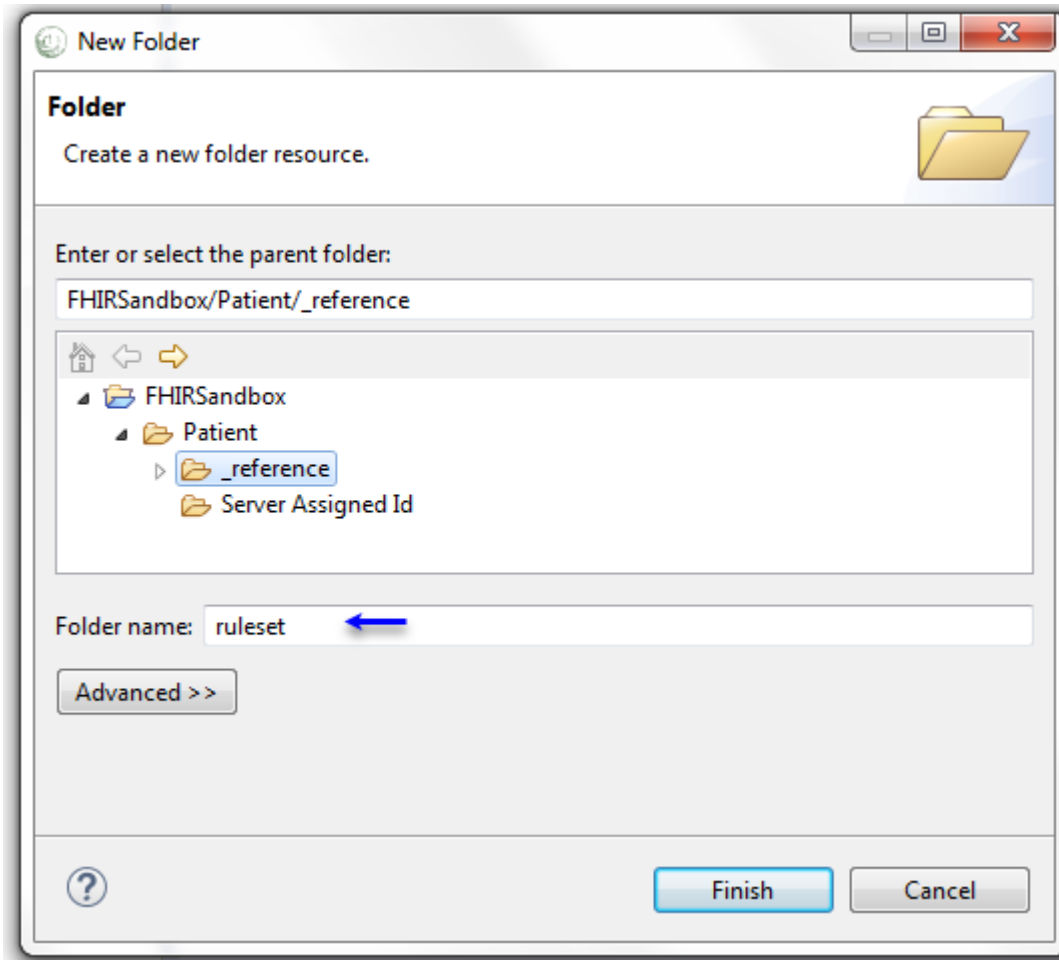 New Folder
Folder
Create a new folder resource.
Enter or select the parent folder:
FHIRSandbox/Patient/_reference
FHIRSandbox
Patient
_reference
Server Assigned Id
Folder name: ruleset
Advanced >>
?
Finish Cancel